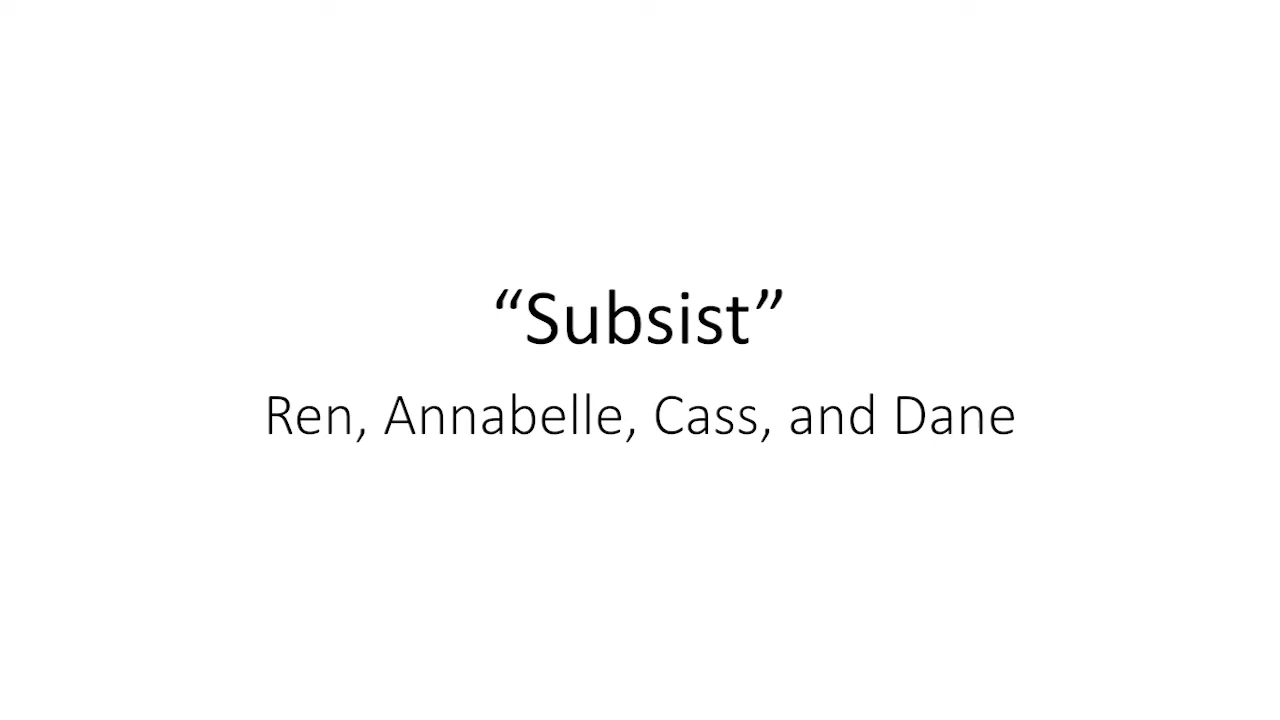 “Subsist”
Ren, Annabelle, Cass, and Dane